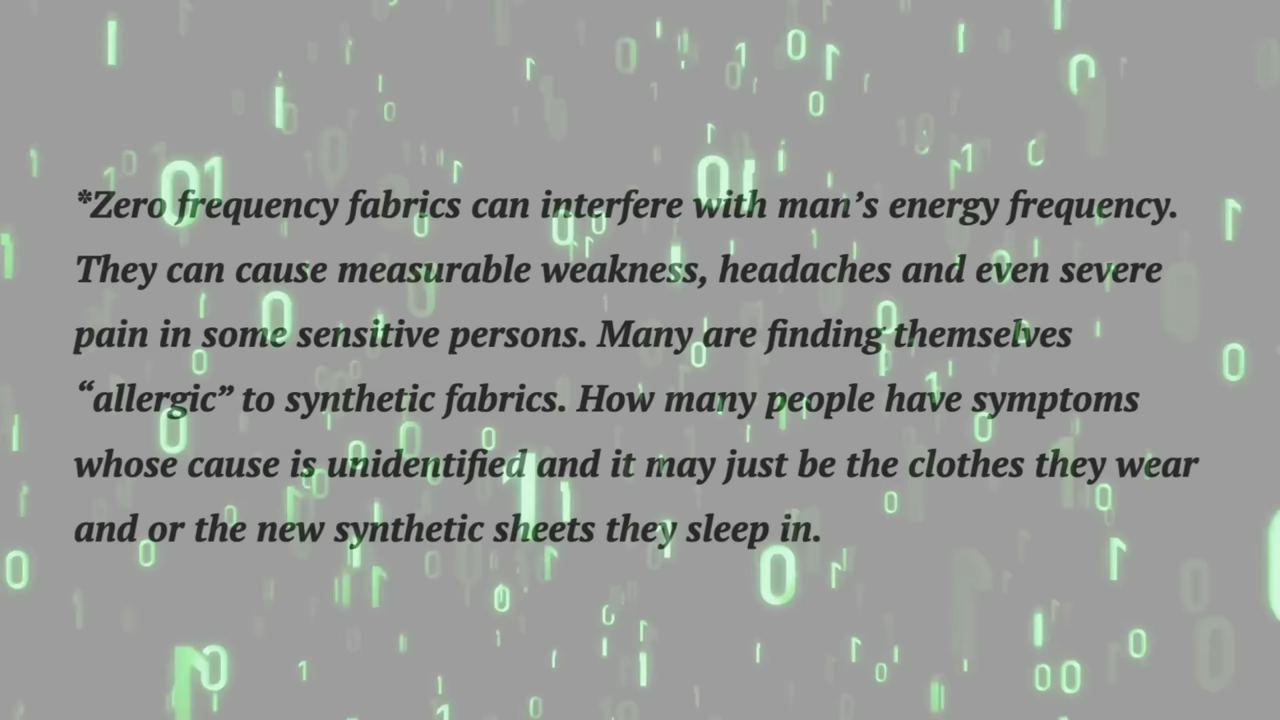 *Zero frequency fabrics can interfere with man’s energy frequency.
They can cause measurable weakness, headaches and even severe
pain in some sensitive persons. Many are finding themselves
“allergic” to synthetic fabrics. How many people have symptoms
whose cause is unidentified and it may just be the clothes they wear
and or the new synthetic sheets they sleep in.